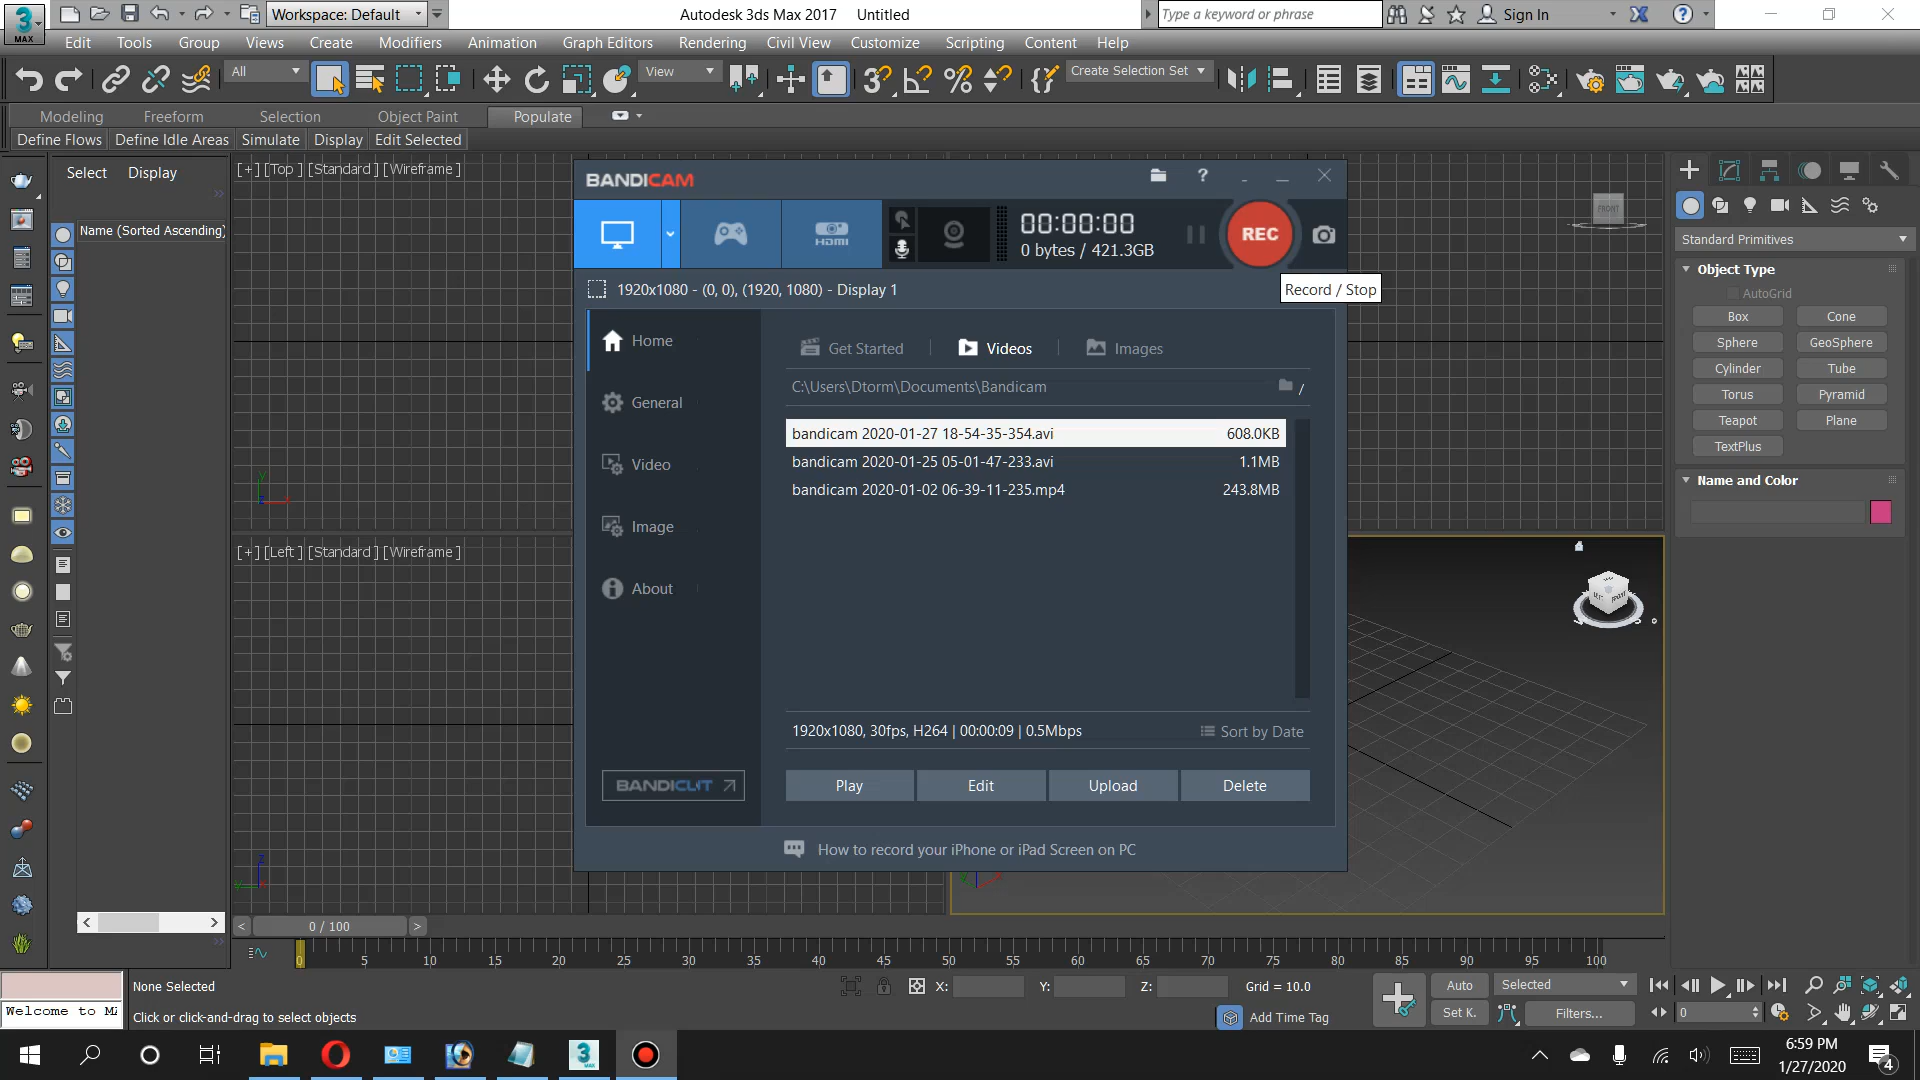 3
MAX
Workspace: Default
Autodesk 3ds Max 2017    Untitled
Type a keyword or phrase
Sign In
Edit Tools Group Views Create Modifiers Animation Graph Editors Rendering Civil View Customize Scripting Content Help
All
View
Create Selection Set
Modeling Freeform Selection Object Paint Populate
Define Flows Define Idle Areas Simulate Display Edit Selected
Select Display
Name (Sorted Ascending)
[+] [Top ] [Standard ] [Wireframe ]
[+] [Left ] [Standard ] [Wireframe ]
BANDICAM
?
HDMI
00:00:00
0 bytes / 421.3GB
REC
1920x1080 - (0, 0), (1920, 1080) - Display 1
Record / Stop
Home
General
Video
Image
About
BANDICUT
Get Started
Videos
Images
C:\Users\Dtorm\Documents\Bandicam
/
bandicam 2020-01-27 18-54-35-354.avi 608.0KB
bandicam 2020-01-25 05-01-47-233.avi 1.1MB
bandicam 2020-01-02 06-39-11-235.mp4 243.8MB
1920x1080, 30fps, H264 | 00:00:09 | 0.5Mbps
Sort by Date
Play Edit Upload Delete
How to record your iPhone or iPad Screen on PC
FRONT
Standard Primitives
Object Type
AutoGrid
Box Cone
Sphere GeoSphere
Cylinder Tube
Torus Pyramid
Teapot Plane
TextPlus
Name and Color
< 0 / 100 >
0 5 10 15 20 25 30 35 40 45 50 55 60 65 70 75 80 85 90 95 100
Welcome to MA
None Selected
Click or click-and-drag to select objects
X: Y: Z: Grid = 10.0
Add Time Tag
Auto Selected
Set K. Filters...
0
6:59 PM
1/27/2020
4